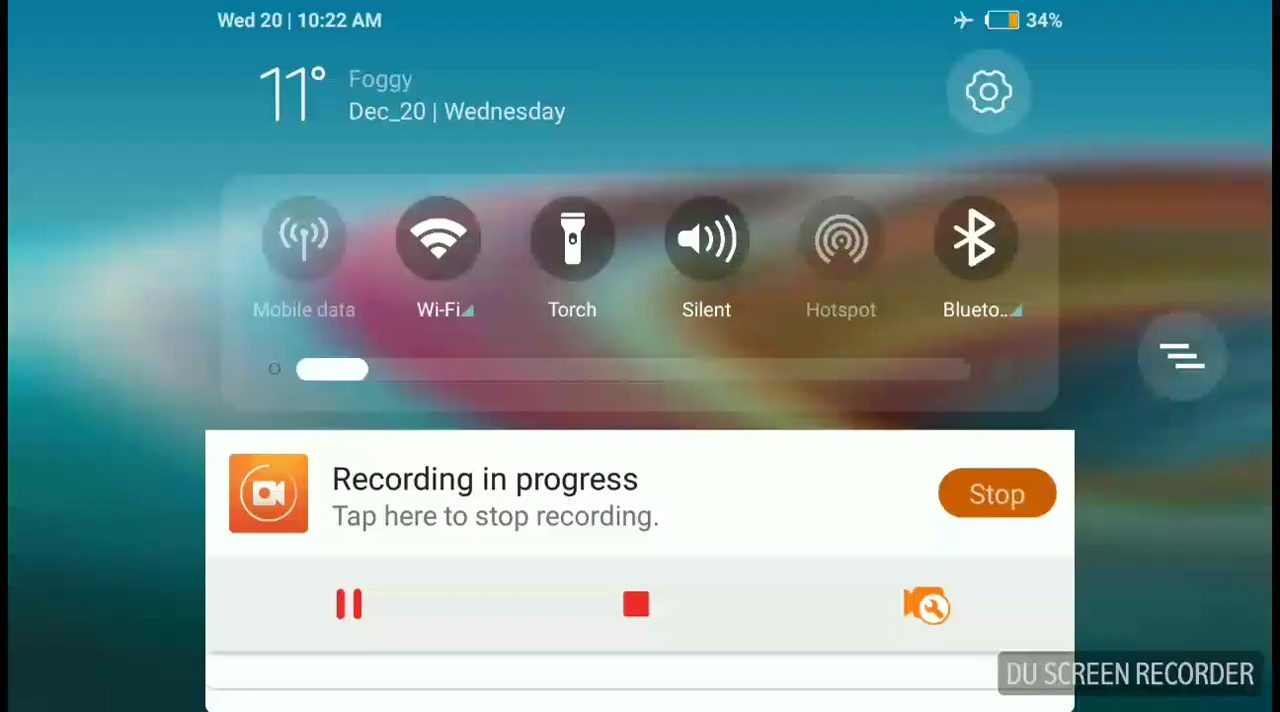 Wed 20 | 10:22 AM
34%
11°
Foggy
Dec_20 | Wednesday
Mobile data
Wi-Fi
Torch
Silent
Hotspot
Blueto..
Recording in progress
Tap here to stop recording.
Stop
DU SCREEN RECORDER